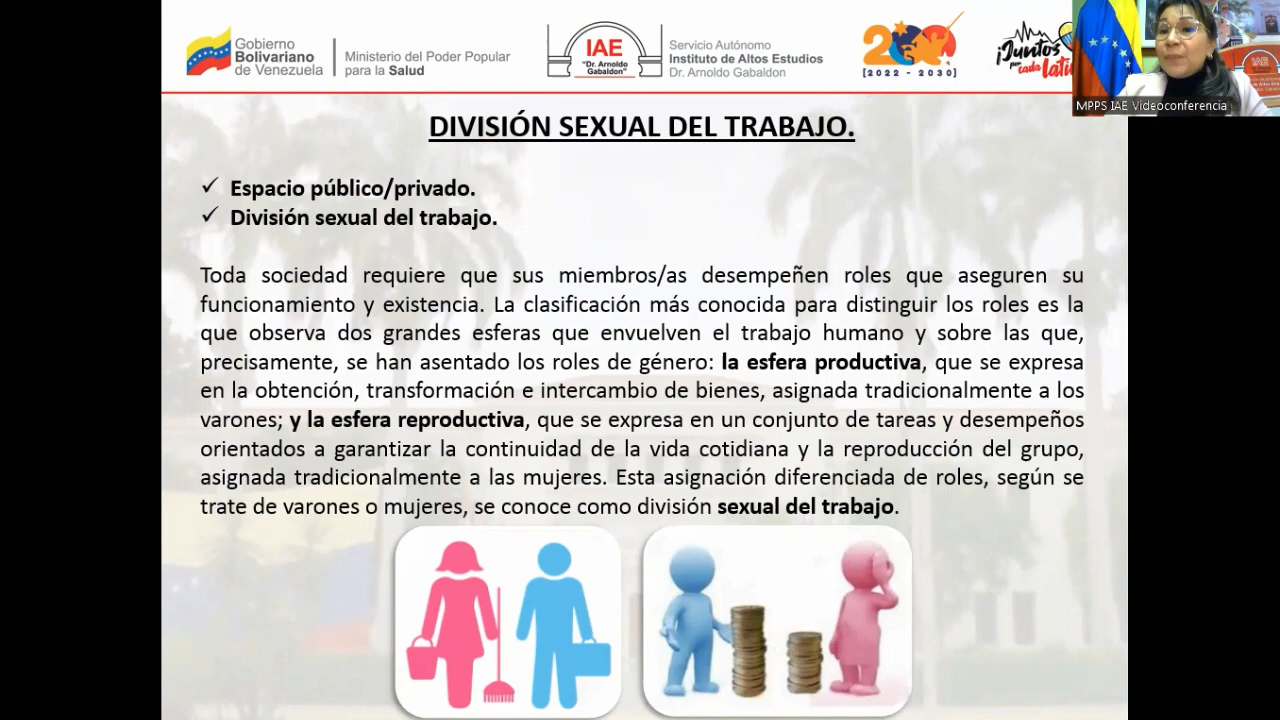 Gobierno
Bolivariano
de Venezuela
Ministerio del Poder Popular
para la Salud
IAE
"Dr. Arnoldo
Gabaldon"
Servicio Autónomo
Instituto de Altos Estudios
Dr. Arnoldo Gabaldon
200
[2022 - 2030]
¡Juntos
por cada
MPPS IAE Videoconferencia
DIVISIÓN SEXUAL DEL TRABAJO.
✓ Espacio público/privado.
✓ División sexual del trabajo.
Toda sociedad requiere que sus miembros/as desempeñen roles que aseguren su
funcionamiento y existencia. La clasificación más conocida para distinguir los roles es la
que observa dos grandes esferas que envuelven el trabajo humano y sobre las que,
precisamente, se han asentado los roles de género: la esfera productiva, que se expresa
en la obtención, transformación e intercambio de bienes, asignada tradicionalmente a los
varones; y la esfera reproductiva, que se expresa en un conjunto de tareas y desempeños
orientados a garantizar la continuidad de la vida cotidiana y la reproducción del grupo,
asignada tradicionalmente a las mujeres. Esta asignación diferenciada de roles, según se
trate de varones o mujeres, se conoce como división sexual del trabajo.